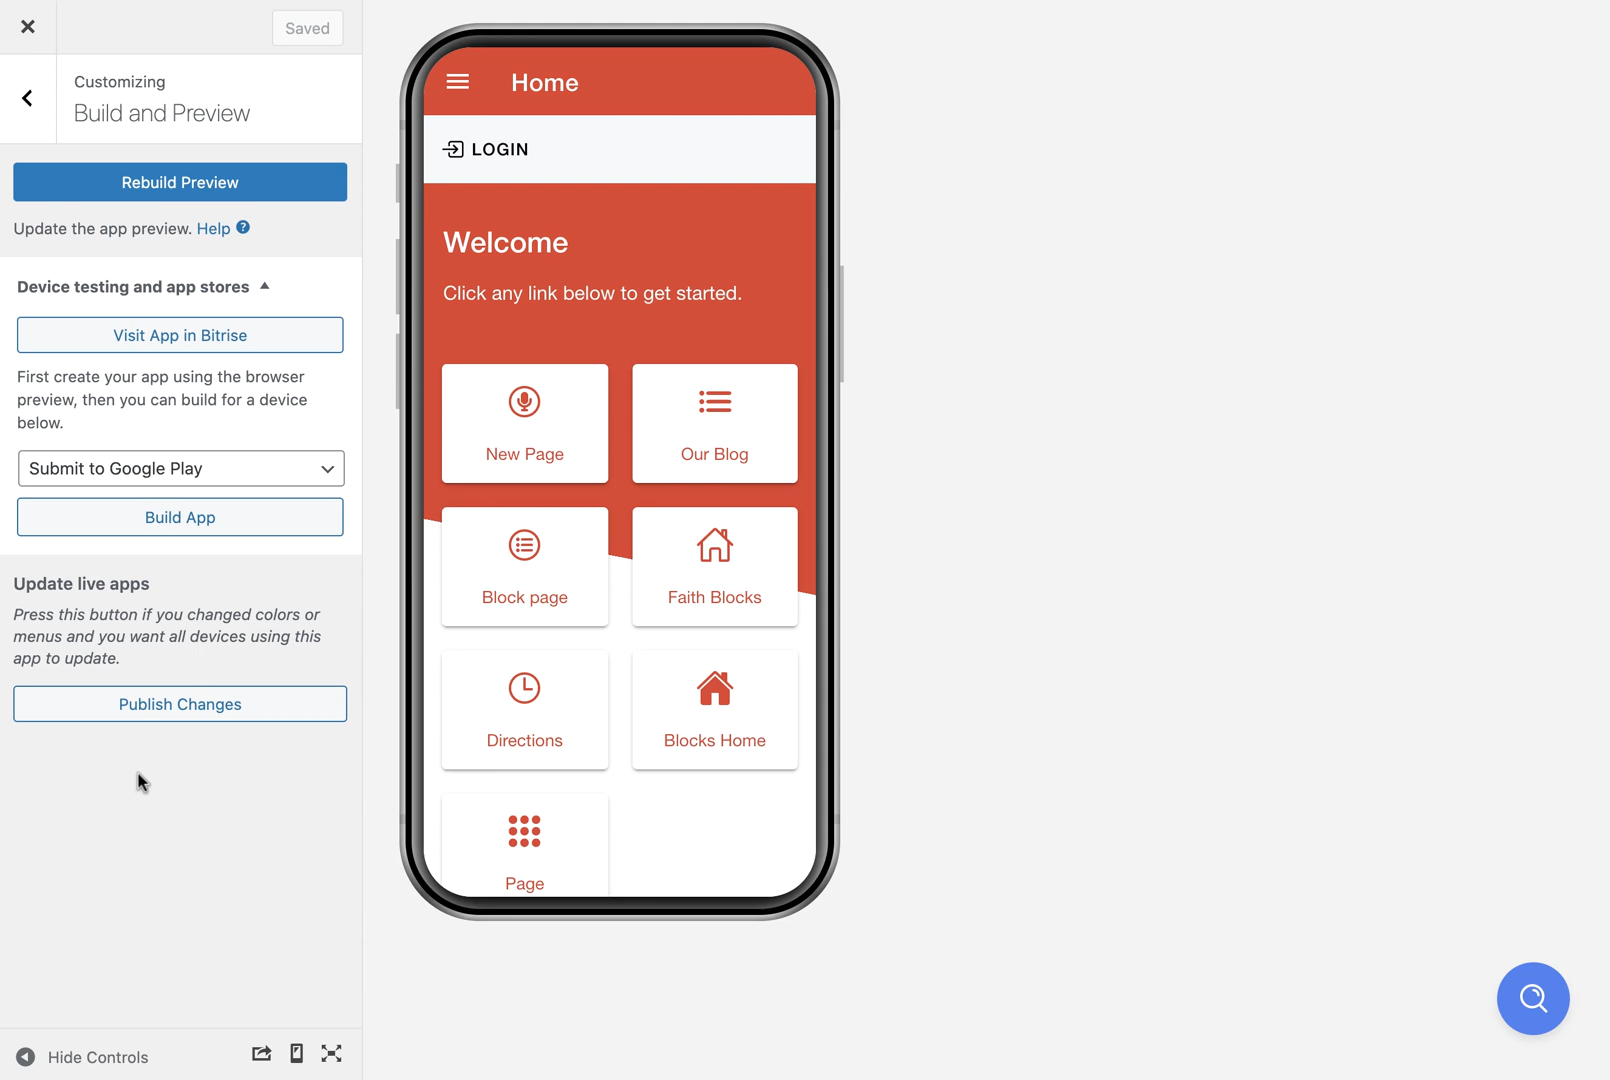 Saved
Customizing
Build and Preview
Rebuild Preview
Update the app preview. Help ?
Device testing and app stores
Visit App in Bitrise
First create your app using the browser
preview, then you can build for a device
below.
Submit to Google Play
Build App
Update live apps
Press this button if you changed colors or
menus and you want all devices using this
app to update.
Publish Changes
Hide Controls
Home
LOGIN
Welcome
Click any link below to get started.
New Page
Our Blog
Block page
Faith Blocks
Directions
Blocks Home
Page